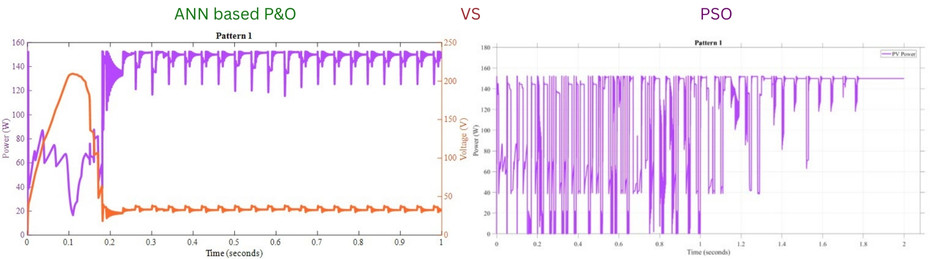 ANN based P&O VS PSO
Pattern 1
Power (W)
160
140
120
100
80
60
40
20
0
250
200
150
100
50
0
Voltage (V)
0 0.1 0.2 0.3 0.4 0.5 0.6 0.7 0.8 0.9 1
Time (seconds)
Pattern 1
PV Power
Power (W)
180
160
140
120
100
80
60
40
20
0
0 0.2 0.4 0.6 0.8 1 1.2 1.4 1.6 1.8 2
Time (seconds)